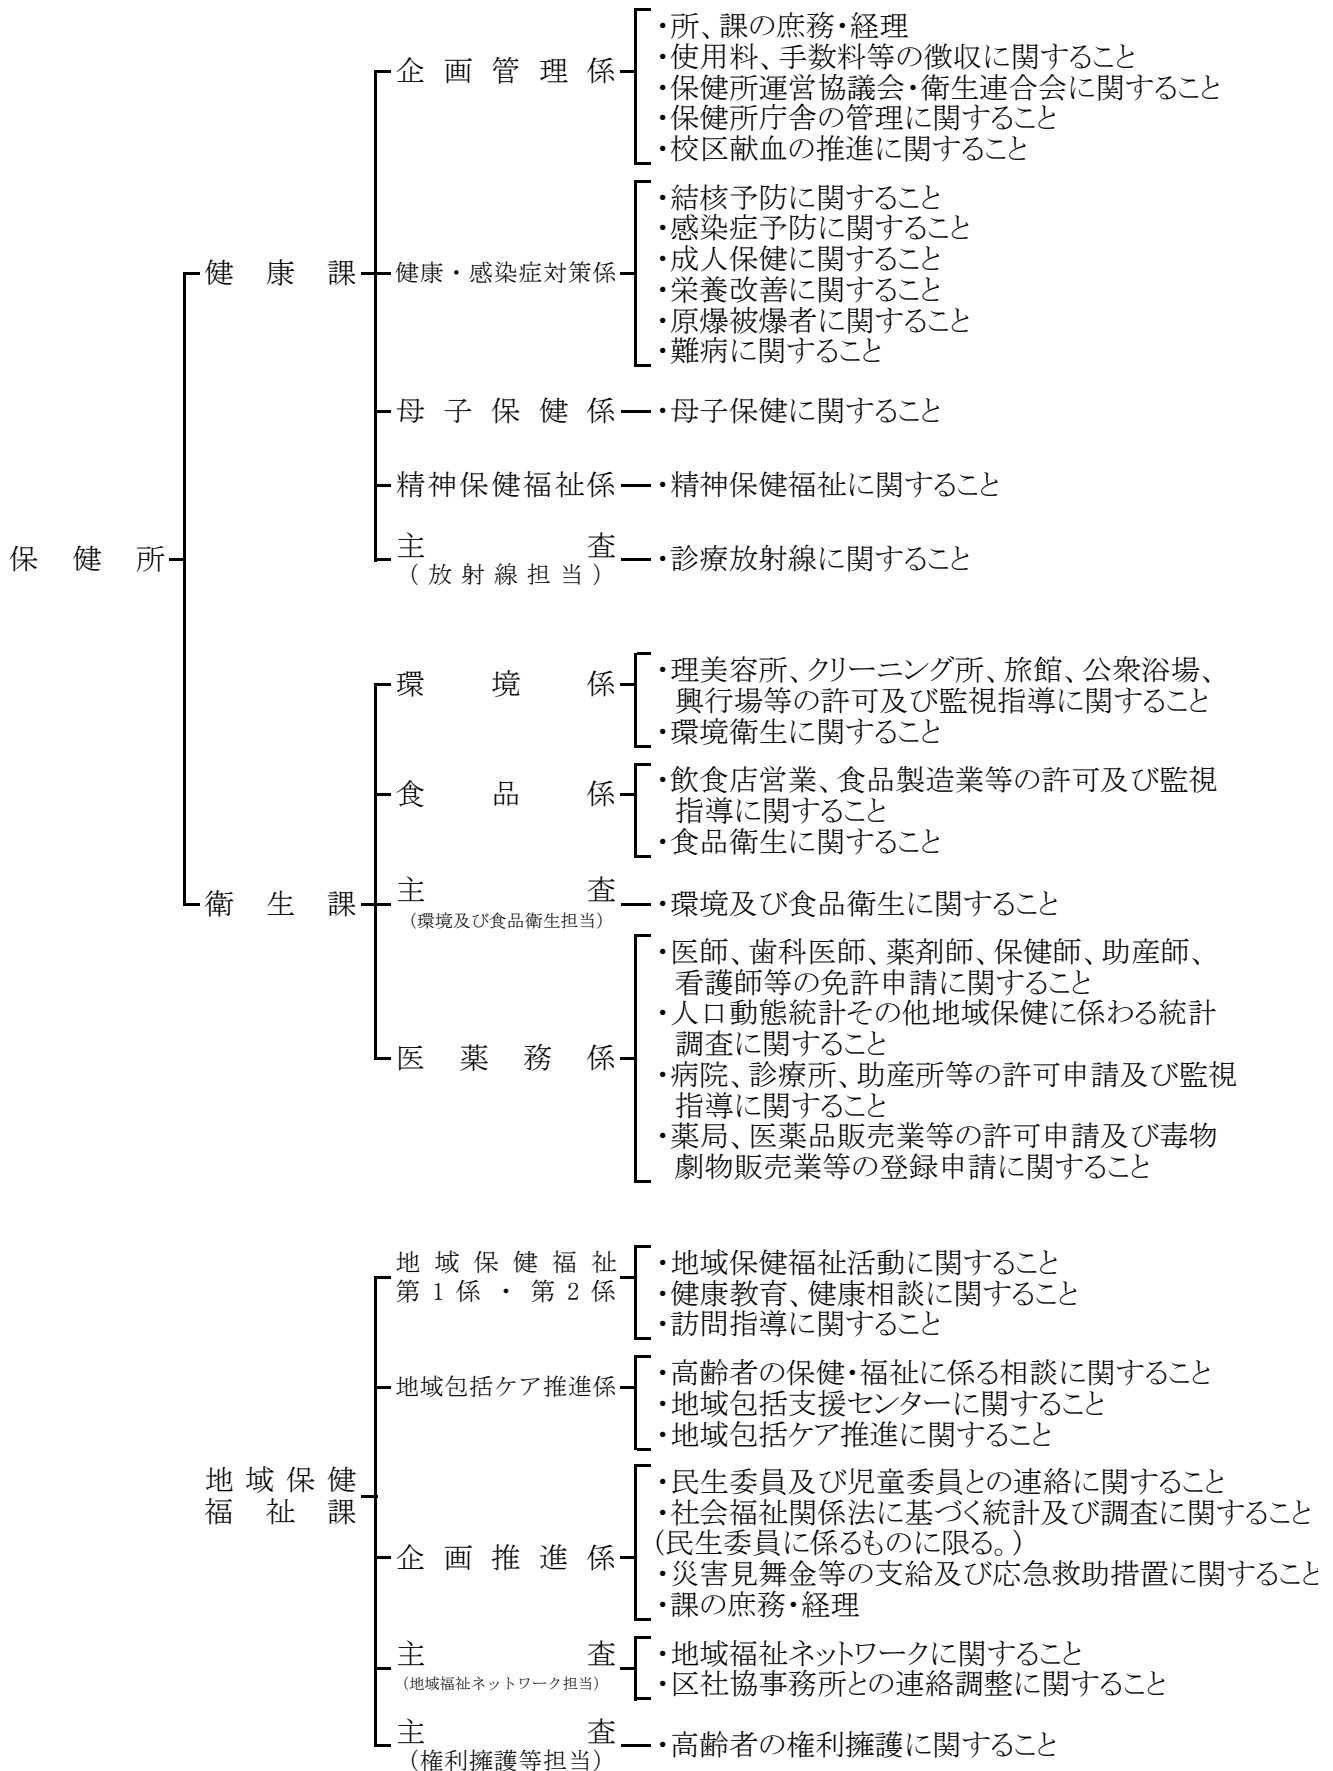 保健所
健康課
企画管理係
・所、課の庶務・経理
・使用料、手数料等の徴収に関すること
・保健所運営協議会・衛生連合会に関すること
・保健所庁舎の管理に関すること
・校区献血の推進に関すること
健康・感染症対策係
・結核予防に関すること
・感染症予防に関すること
・成人保健に関すること
・栄養改善に関すること
・原爆被爆者に関すること
・難病に関すること
母子保健係
・母子保健に関すること
精神保健福祉係
・精神保健福祉に関すること
主査
(放射線担当)
・診療放射線に関すること
衛生課
環境係
・理美容所、クリーニング所、旅館、公衆浴場、
興行場等の許可及び監視指導に関すること
・環境衛生に関すること
食品係
・飲食店営業、食品製造業等の許可及び監視
指導に関すること
・食品衛生に関すること
主査
(環境及び食品衛生担当)
・環境及び食品衛生に関すること
医薬務係
・医師、歯科医師、薬剤師、保健師、助産師、
看護師等の免許申請に関すること
・人口動態統計その他地域保健に係わる統計
調査に関すること
・病院、診療所、助産所等の許可申請及び監視
指導に関すること
・薬局、医薬品販売業等の許可申請及び毒物
劇物販売業等の登録申請に関すること
地域保健
福祉課
地域保健福祉
第1係・第2係
・地域保健福祉活動に関すること
・健康教育、健康相談に関すること
・訪問指導に関すること
地域包括ケア推進係
・高齢者の保健・福祉に係る相談に関すること
・地域包括支援センターに関すること
・地域包括ケア推進に関すること
企画推進係
・民生委員及び児童委員との連絡に関すること
・社会福祉関係法に基づく統計及び調査に関すること
(民生委員に係るものに限る。)
・災害見舞金等の支給及び応急救助措置に関すること
・課の庶務・経理
主査
(地域福祉ネットワーク担当)
・地域福祉ネットワークに関すること
・区社協事務所との連絡調整に関すること
主査
(権利擁護等担当)
・高齢者の権利擁護に関すること